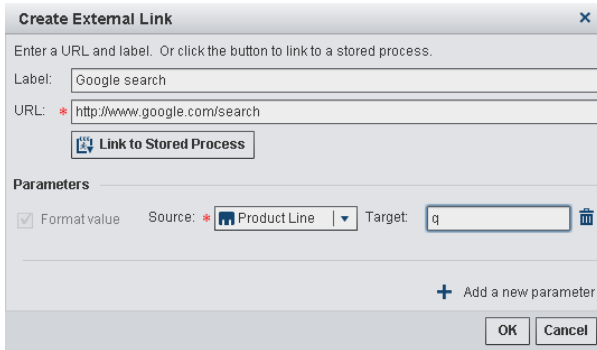 Create External Link
Enter a URL and label. Or click the button to link to a stored process.
Label: Google search
URL: * http://www.google.com/search
Link to Stored Process
Parameters
Format value Source: * Product Line Target: q
Add a new parameter
OK Cancel